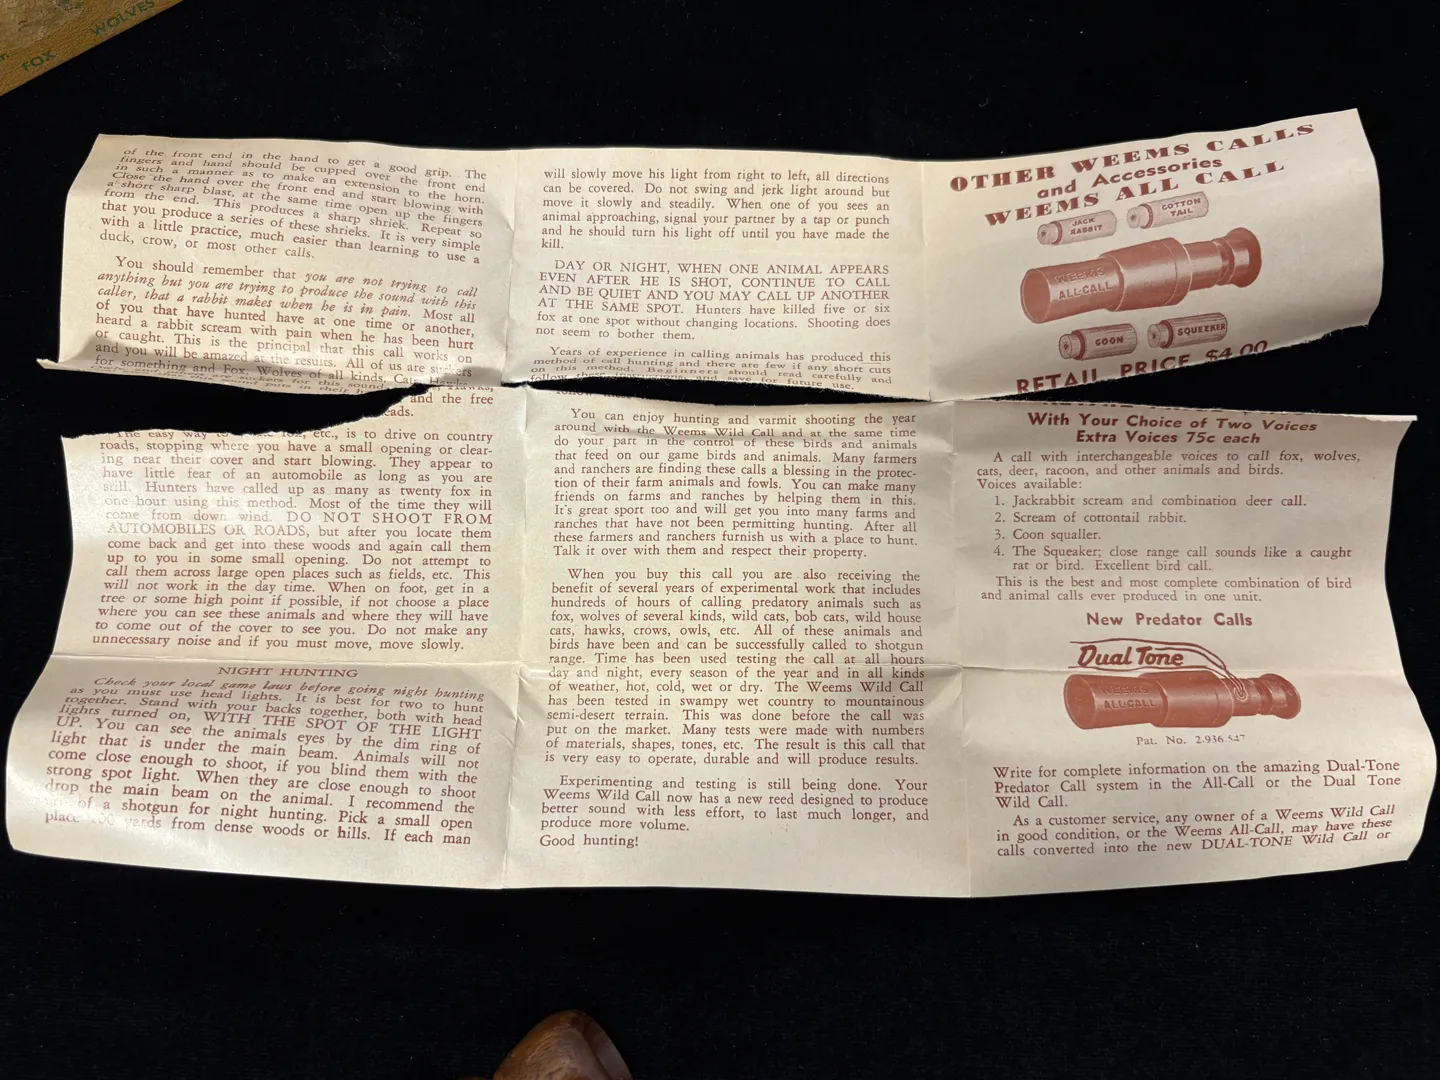 WOLVES
FOX
of the front end in the hand to get a good grip. The
fingers and hand should be cupped over the front end
in such a manner as to make an extension to the horn.
Close the hand over the front end and start blowing with
a short sharp blast, at the same time open up the fingers
from the end. This produces a sharp shriek. Repeat so
that you produce a series of these shrieks. It is very simple
with a little practice, much easier than learning to use a
duck, crow, or most other calls.
You should remember that you are not trying to call
anything but you are trying to produce the sound with this
caller, that a rabbit makes when he is in pain. Most all
of you that have hunted have at one time or another,
heard a rabbit scream with pain when he has been hurt
or caught. This is the principal that this call works on
and you will be amazed at the results. All of us are suckers
for something and Fox, Wolves of all kinds, Cats, Hawks,
suckers for this sound
and the free
The easy way to fox, etc., is to drive on country
roads, stopping where you have a small opening or clear-
ing near their cover and start blowing. They appear to
have little fear of an automobile as long as you are
still. Hunters have called up as many as twenty fox in
one hour using this method. Most of the time they will
come from down wind. DO NOT SHOOT FROM
AUTOMOBILES OR ROADS, but after you locate them
come back and get into these woods and again call them
up to you in some small opening. Do not attempt to
call them across large open places such as fields, etc. This
will not work in the day time. When on foot, get in a
tree or some high point if possible, if not choose a place
where you can see these animals and where they will have
to come out of the cover to see you. Do not make any
unnecessary noise and if you must move, move slowly.
NIGHT HUNTING
Check your local game laws before going night hunting
as you must use head lights. It is best for two to hunt
together. Stand with your backs together, both with head
lights turned on, WITH THE SPOT OF THE LIGHT
UP. You can see the animals eyes by the dim ring of
light that is under the main beam. Animals will not
come close enough to shoot, if you blind them with the
strong spot light. When they are close enough to shoot
drop the main beam on the animal. I recommend the
of a shotgun for night hunting. Pick a small open
place yards from dense woods or hills. If each man
will slowly move his light from right to left, all directions
can be covered. Do not swing and jerk light around but
move it slowly and steadily. When one of you sees an
animal approaching, signal your partner by a tap or punch
and he should turn his light off until you have made the
kill.
DAY OR NIGHT, WHEN ONE ANIMAL APPEARS
EVEN AFTER HE IS SHOT, CONTINUE TO CALL
AND BE QUIET AND YOU MAY CALL UP ANOTHER
AT THE SAME SPOT. Hunters have killed five or six
fox at one spot without changing locations. Shooting does
not seem to bother them.
Years of experience in calling animals has produced this
method of call hunting and there are few if any short cuts
on this method. Beginners should read carefully and
follow these instructions, and save for future use.
You can enjoy hunting and varmit shooting the year
around with the Weems Wild Call and at the same time
do your part in the control of these birds and animals
that feed on our game birds and animals. Many farmers
and ranchers are finding these calls a blessing in the protec-
tion of their farm animals and fowls. You can make many
friends on farms and ranches by helping them in this.
It's great sport too and will get you into many farms and
ranches that have not been permitting hunting. After all
these farmers and ranchers furnish us with a place to hunt.
Talk it over with them and respect their property.
When you buy this call you are also receiving the
benefit of several years of experimental work that includes
hundreds of hours of calling predatory animals such as
fox, wolves of several kinds, wild cats, bob cats, wild house
cats, hawks, crows, owls, etc. All of these animals and
birds have been and can be successfully called to shotgun
range. Time has been used testing the call at all hours
day and night, every season of the year and in all kinds
of weather, hot, cold, wet or dry. The Weems Wild Call
has been tested in swampy wet country to mountainous
semi-desert terrain. This was done before the call was
put on the market. Many tests were made with numbers
of materials, shapes, tones, etc. The result is this call that
is very easy to operate, durable and will produce results.
Experimenting and testing is still being done. Your
Weems Wild Call now has a new reed designed to produce
better sound with less effort, to last much longer, and
produce more volume.
Good hunting!
OTHER WEEMS CALLS
and Accessories
WEEMS ALL CALL
JACK RABBIT
COTTON TAIL
WEEMS
ALL-CALL
COON
SQUEEKER
RETAIL PRICE $4.00
With Your Choice of Two Voices
Extra Voices 75c each
A call with interchangeable voices to call fox, wolves,
cats, deer, racoon, and other animals and birds.
Voices available:
1. Jackrabbit scream and combination deer call.
2. Scream of cottontail rabbit.
3. Coon squaller.
4. The Squeaker; close range call sounds like a caught
rat or bird. Excellent bird call.
This is the best and most complete combination of bird
and animal calls ever produced in one unit.
New Predator Calls
Dual Tone
WEEMS
ALL-CALL
Pat. No. 2.936.547
Write for complete information on the amazing Dual-Tone
Predator Call system in the All-Call or the Dual Tone
Wild Call.
As a customer service, any owner of a Weems Wild Call
in good condition, or the Weems All-Call, may have these
calls converted into the new DUAL-TONE Wild Call or